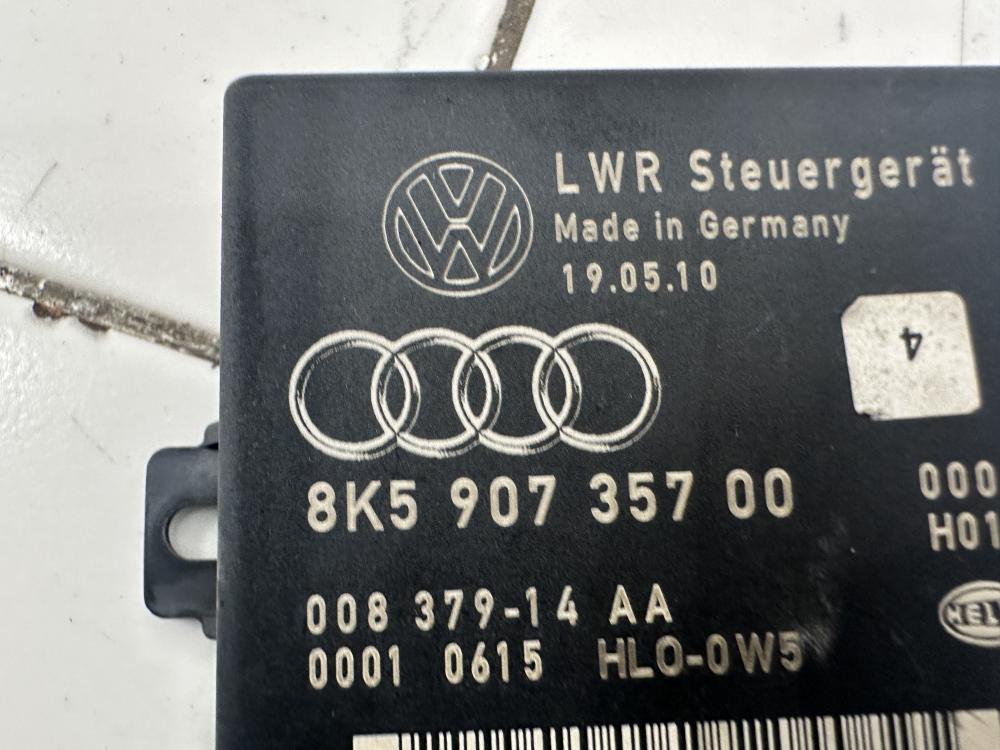 LWR Steuergerät
Made in Germany
19.05.10
4
8K5 907 357 00
000
H01
008 379-14 AA
0001 0615 HLO-0W5